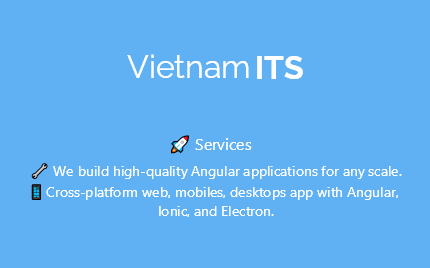 Vietnam ITS
🚀 Services
🔧 We build high-quality Angular applications for any scale.
📱 Cross-platform web, mobiles, desktops app with Angular,
Ionic, and Electron.